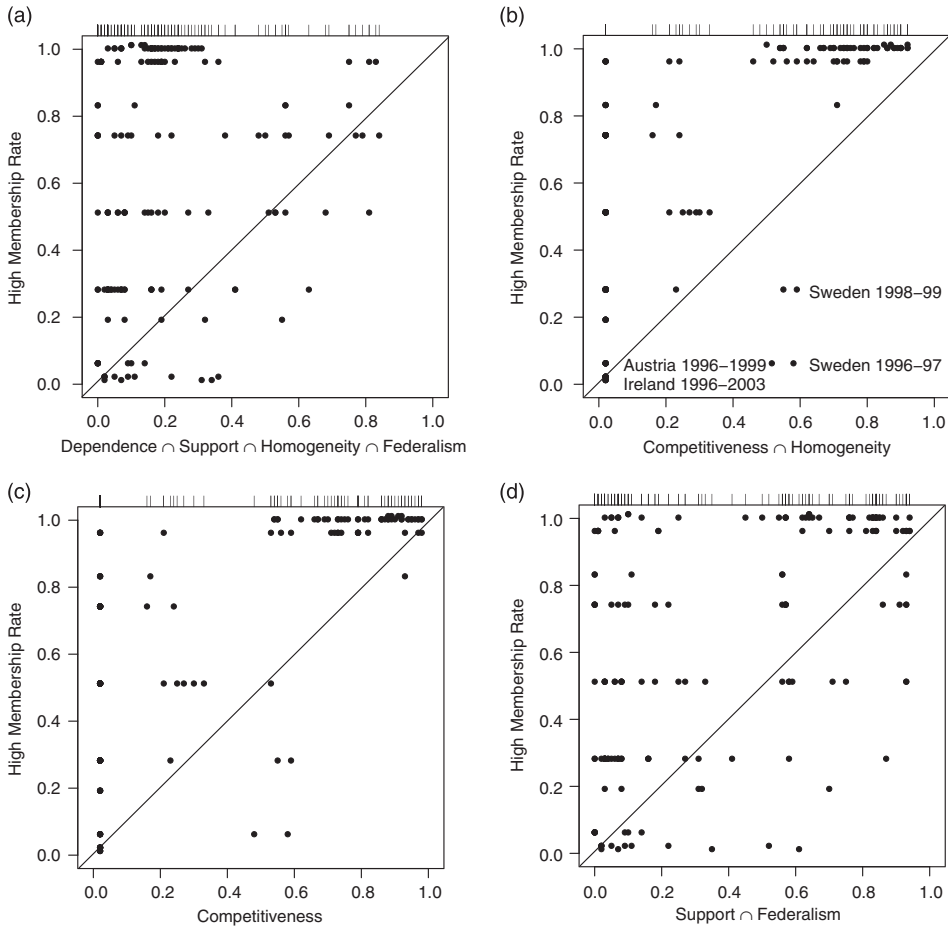 (a)
High Membership Rate
1.0
0.8
0.6
0.4
0.2
0.0
0.0 0.2 0.4 0.6 0.8 1.0
Dependence ∩ Support ∩ Homogeneity ∩ Federalism
(b)
High Membership Rate
1.0
0.8
0.6
0.4
0.2
0.0
Sweden 1998–99
Austria 1996–1999
Sweden 1996–97
Ireland 1996–2003
0.0 0.2 0.4 0.6 0.8 1.0
Competitiveness ∩ Homogeneity
(c)
High Membership Rate
1.0
0.8
0.6
0.4
0.2
0.0
0.0 0.2 0.4 0.6 0.8 1.0
Competitiveness
(d)
High Membership Rate
1.0
0.8
0.6
0.4
0.2
0.0
0.0 0.2 0.4 0.6 0.8 1.0
Support ∩ Federalism